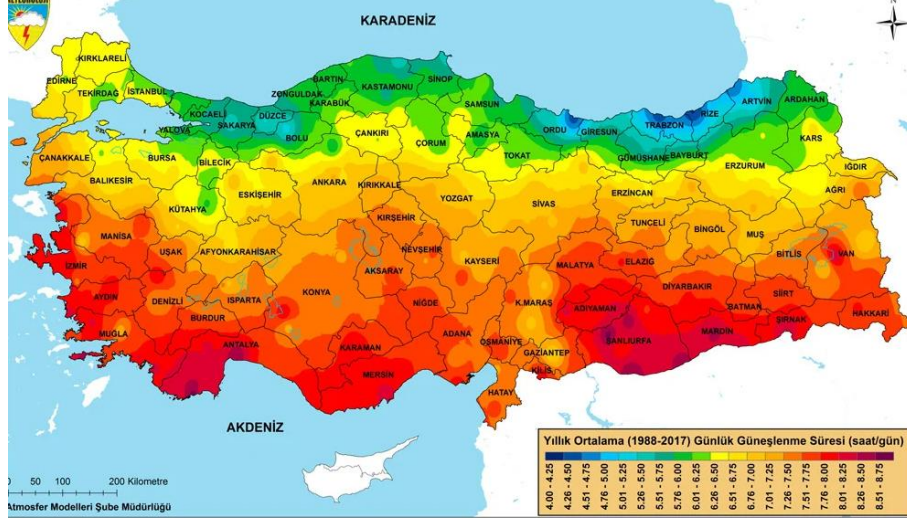 METEOROLOJİ
KARADENİZ
N
KIRKLARELİ
EDİRNE
TEKİRDAĞ
İSTANBUL
KOCAELİ
YALOVA
SAKARYA
DÜZCE
ZONGULDAK
BARTIN
KARABÜK
KASTAMONU
SİNOP
BOLU
SAMSUN
ÇANKIRI
ÇORUM
AMASYA
TOKAT
ORDU
GİRESUN
TRABZON
RİZE
ARTVİN
ARDAHAN
GÜMÜŞHANE
BAYBURT
KARS
ERZURUM
IĞDIR
AĞRI
ÇANAKKALE
BALIKESİR
BURSA
BİLECİK
KÜTAHYA
ESKİŞEHİR
ANKARA
KIRIKKALE
YOZGAT
SİVAS
ERZİNCAN
TUNCELİ
BİNGÖL
MUŞ
BİTLİS
VAN
MANİSA
UŞAK
AFYONKARAHİSAR
KIRŞEHİR
NEVŞEHİR
AKSARAY
KAYSERİ
MALATYA
ELAZIĞ
DİYARBAKIR
BATMAN
SİİRT
İZMİR
AYDIN
DENİZLİ
ISPARTA
BURDUR
KONYA
NİĞDE
K.MARAŞ
ADIYAMAN
ŞANLIURFA
MARDİN
ŞIRNAK
HAKKARİ
MUĞLA
ANTALYA
KARAMAN
MERSİN
ADANA
OSMANİYE
GAZİANTEP
KİLİS
HATAY
AKDENİZ
Yıllık Ortalama (1988-2017) Günlük Güneşlenme Süresi (saat/gün)
4.00 - 4.25
4.26 - 4.50
4.51 - 4.75
4.76 - 5.00
5.01 - 5.25
5.26 - 5.50
5.51 - 5.75
5.76 - 6.00
6.01 - 6.25
6.26 - 6.50
6.51 - 6.75
6.76 - 7.00
7.01 - 7.25
7.26 - 7.50
7.51 - 7.75
7.76 - 8.00
8.01 - 8.25
8.26 - 8.50
8.51 - 8.75
0 50 100 200 Kilometre
Atmosfer Modelleri Şube Müdürlüğü